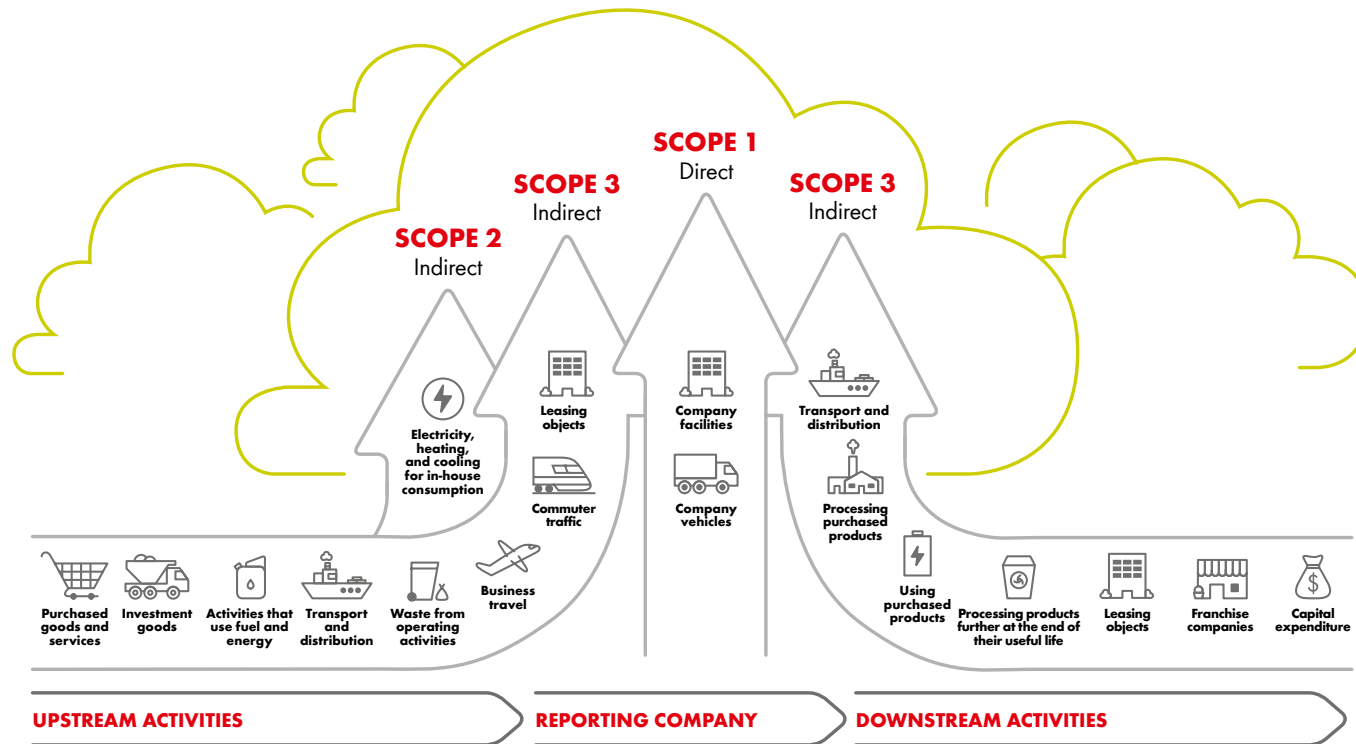 SCOPE 1
Direct
SCOPE 3
Indirect
SCOPE 3
Indirect
SCOPE 2
Indirect
Electricity,
heating,
and cooling
for in-house
consumption
Leasing
objects
Commuter
traffic
Company
facilities
Company
vehicles
Transport and
distribution
Processing
purchased
products
Purchased
goods and
services
Investment
goods
Activities that
use fuel and
energy
Transport
and
distribution
Waste from
operating
activities
Business
travel
Using
purchased
products
Processing products
further at the end of
their useful life
Leasing
objects
Franchise
companies
$
Capital
expenditure
UPSTREAM ACTIVITIES
REPORTING COMPANY
DOWNSTREAM ACTIVITIES